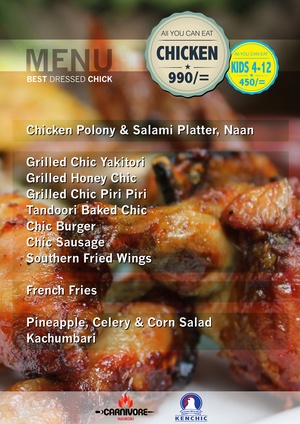 All YOU CAN EAT
CHICKEN
990/=
All YOU CAN EAT
KIDS 4-12
450/=
MENU
BEST DRESSED CHICK
Chicken Polony & Salami Platter, Naan
Grilled Chic Yakitori
Grilled Honey Chic
Grilled Chic Piri Piri
Tandoori Baked Chic
Chic Burger
Chic Sausage
Southern Fried Wings
French Fries
Pineapple, Celery & Corn Salad
Kachumbari
CARNIVORE
KENCHIC